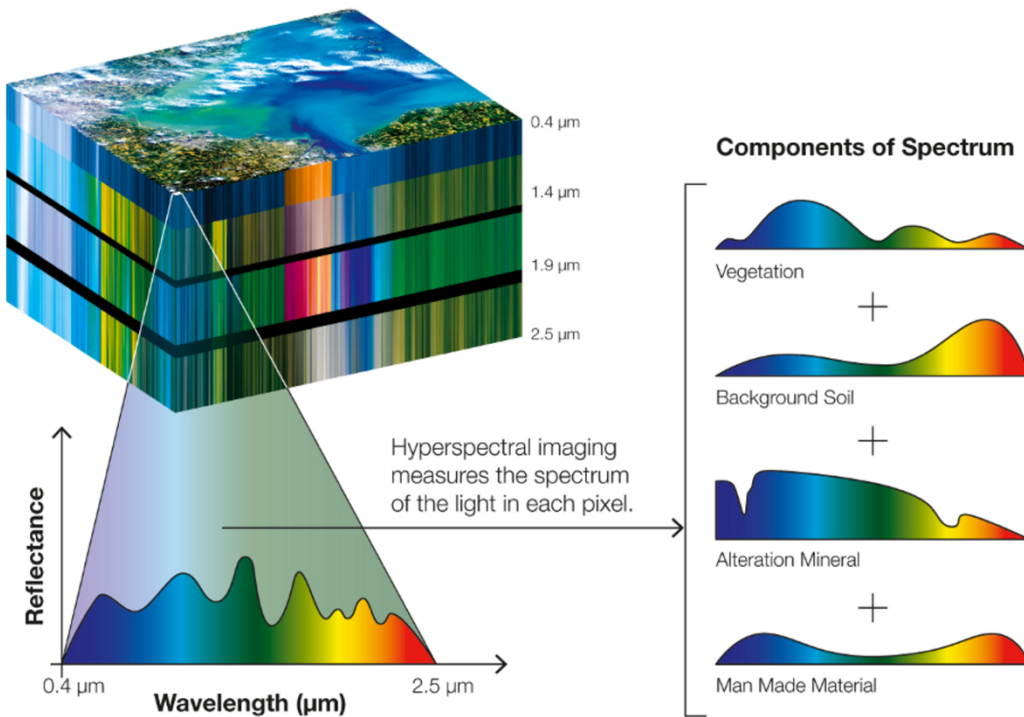 0.4 µm
1.4 µm
1.9 µm
2.5 µm
Components of Spectrum
Vegetation
+
Background Soil
+
Alteration Mineral
+
Man Made Material
Hyperspectral imaging
measures the spectrum
of the light in each pixel.
Reflectance
0.4 µm
2.5 µm
Wavelength (µm)